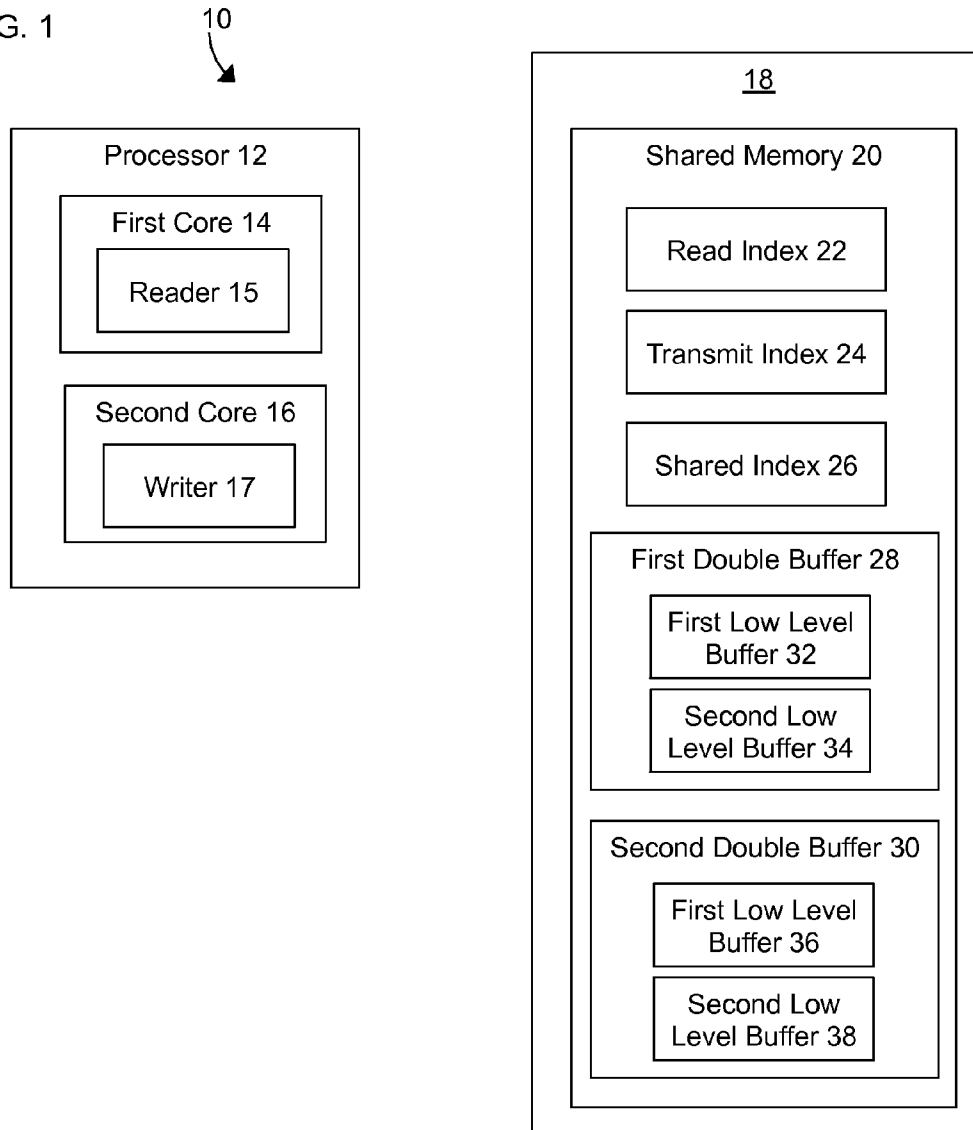 G. 1
10
Processor 12
First Core 14
Reader 15
Second Core 16
Writer 17
18
Shared Memory 20
Read Index 22
Transmit Index 24
Shared Index 26
First Double Buffer 28
First Low Level
Buffer 32
Second Low
Level Buffer 34
Second Double Buffer 30
First Low Level
Buffer 36
Second Low
Level Buffer 38